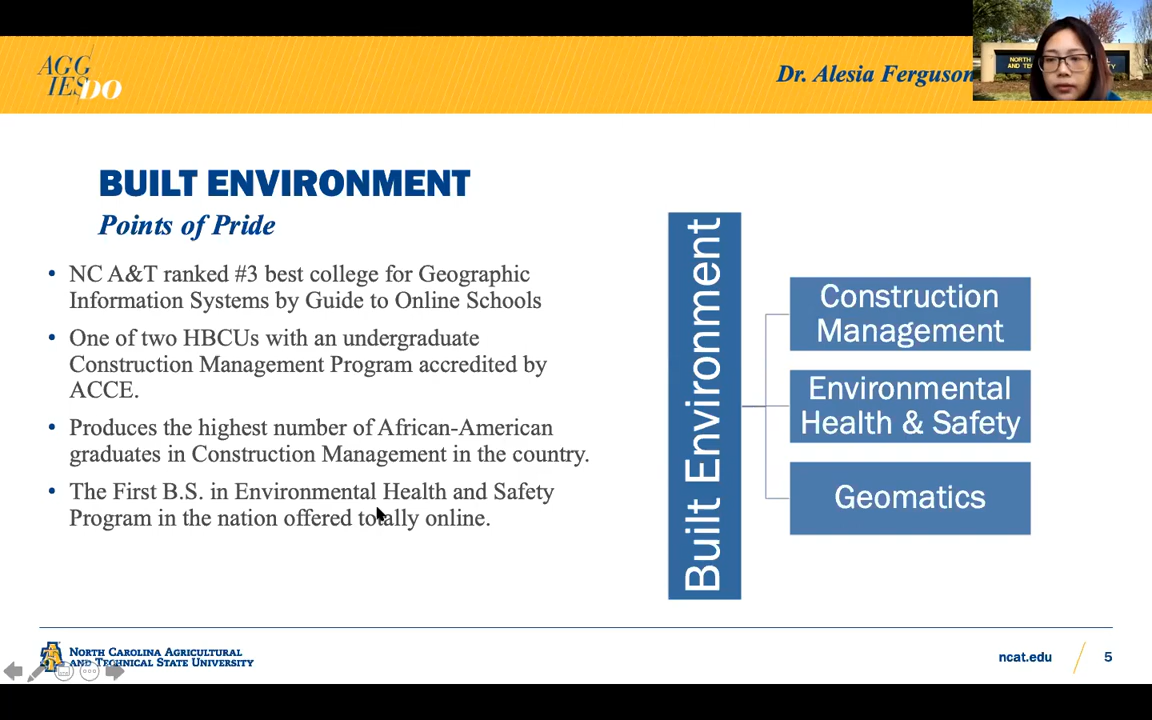 AGG
IESDO
Dr. Alesia Ferguson
BUILT ENVIRONMENT
Points of Pride
• NC A&T ranked #3 best college for Geographic
Information Systems by Guide to Online Schools
• One of two HBCUs with an undergraduate
Construction Management Program accredited by
ACCE.
• Produces the highest number of African-American
graduates in Construction Management in the country.
• The First B.S. in Environmental Health and Safety
Program in the nation offered totally online.
Built Environment
Construction
Management
Environmental
Health & Safety
Geomatics
North Carolina Agricultural
and Technical State University
ncat.edu
5